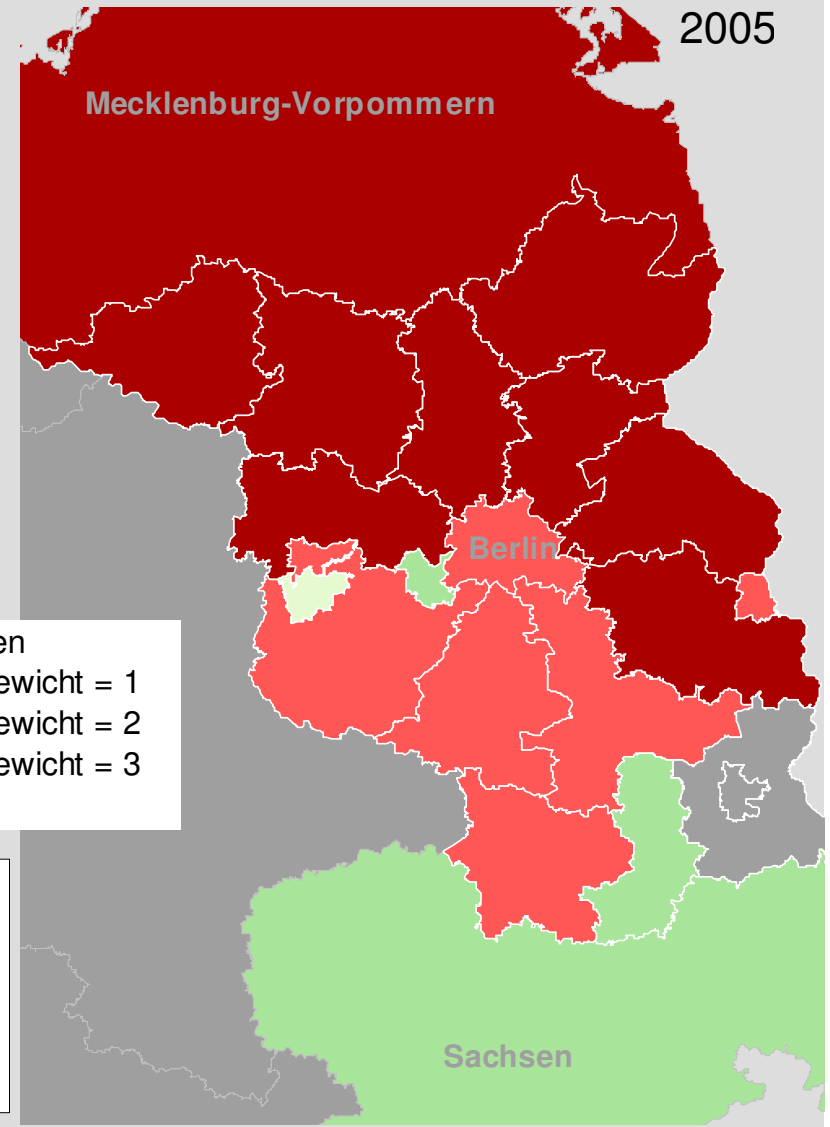 2005
Mecklenburg-Vorpommern
Berlin
en
ewicht = 1
ewicht = 2
ewicht = 3
Sachsen